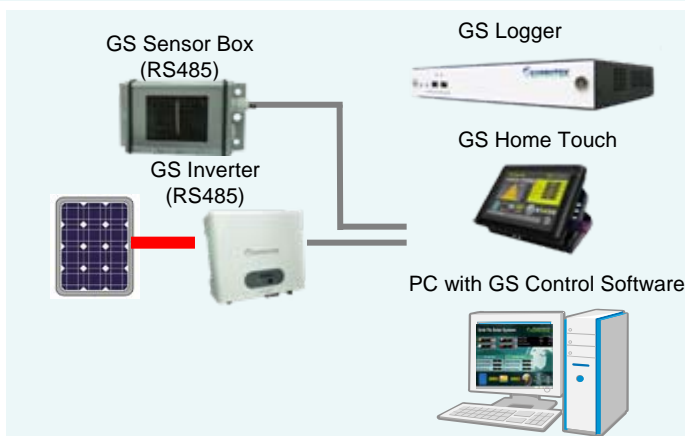 GS Sensor Box
(RS485)
GS Logger
GS Home Touch
GS Inverter
(RS485)
PC with GS Control Software